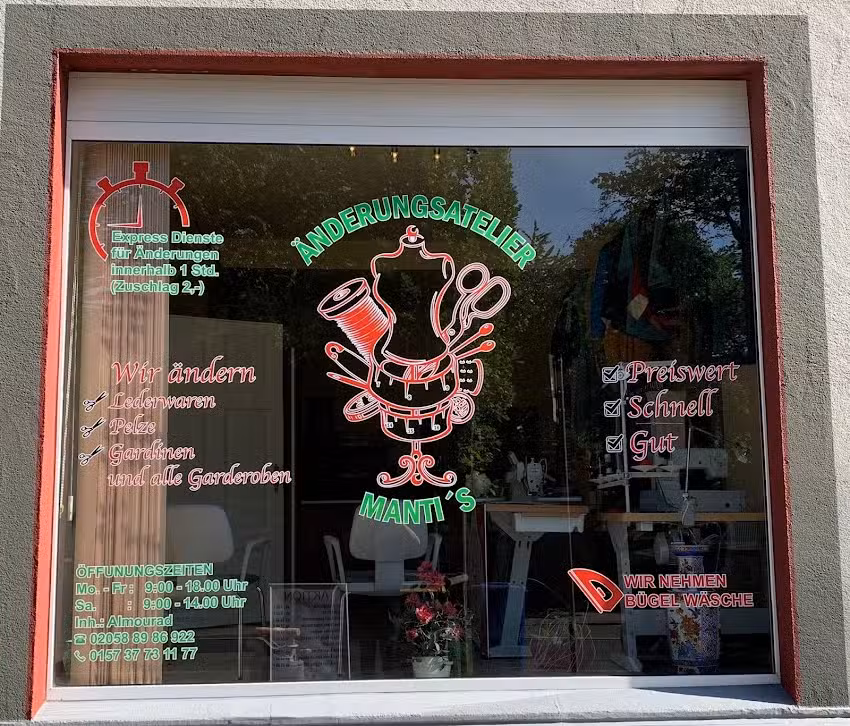 Express Dienste
für Änderungen
innerhalb 1 Std.
(Zuschlag 2,-)
ÄNDERUNGSATELIER
MANTI´S
Wir ändern
Lederwaren
Pelze
Gardinen
und alle Garderoben
Preiswert
Schnell
Gut
ÖFFUNUNGSZEITEN
Mo. - Fr : 9:00 - 18.00 Uhr
Sa. : 9:00 - 14.00 Uhr
Inh.: Almourad
02058 89 86 922
0157 37 73 11 77
WIR NEHMEN
BÜGEL WÄSCHE
AKTION